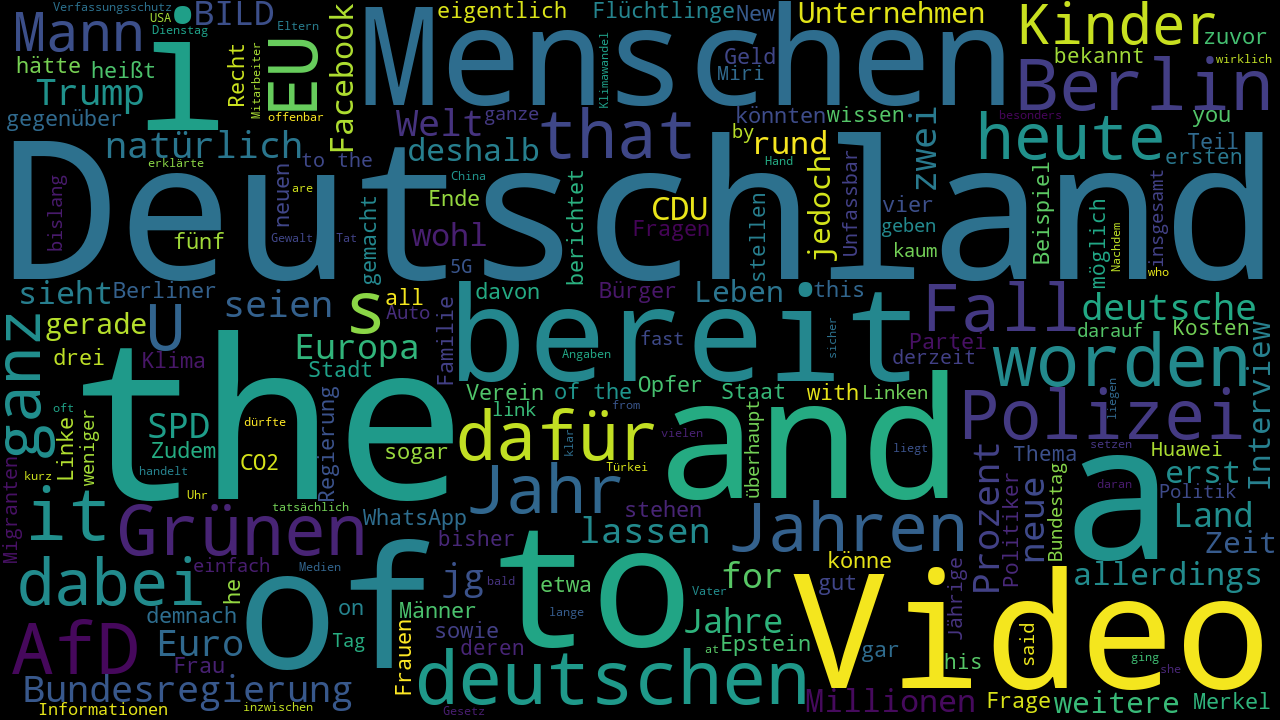 Verfassungsschutz
USA
Dienstag
BILD
Eltern
eigentlich
Flüchtlinge
New
Unternehmen
Kinder
zuvor
Mann
i
EU
Facebook
Menschen
bekannt
wirklich
hätte
heißt
Recht
Mitarbeiter
Klimawandel
Geld
Miri
Berlin
Trump
gegenüber
offenbar
Welt
ganze
that
könnten
wissen
zwei
by
rund
heute
besonders
you
Teil
ersten
natürlich
erklärte
to the
deshalb
China
Hand
Deutschland
bislang
fünf
neuen
are
Gewalt
Tat
gemacht
Ende
wohl
5G
berichtet
CDU
Fragen
stellen
jedoch
Unfassbar
vier
geben
kaum
Beispiel
möglich
Nachdem
insgesamt
who
sieht
Berliner
seien
s
all
Auto
davon
Bürger
Leben
this
Fall
deutsche
ganz
gerade
U
Europa
Familie
bereit
fast
sicher
derzeit
Partei
darauf
Kosten
drei
Klima
Stadt
Angaben
worden
Interview
the
Verein
of the
Opfer
Staat
with
Linken
oft
link
from
and
liegen
SPD
Zudem
dürfte
dafür
klar
vielen
überhaupt
liegt
Polizei
setzen
Linke
weniger
handelt
CO2
Regierung
sogar
Türkei
Thema
Huawei
erst
Migranten
kurz
Uhr
tatsächlich
Jahr
stehen
a
daran
Politik
it
Grünen
WhatsApp
bisher
lassen
Jahren
Prozent
Politiker
neue
Bundestag
Land
Zeit
einfach
Medien
of
to
könne
dabei
he
jg
bald
etwa
Vater
for
gut
Video
allerdings
demnach
on
Männer
lange
Jahre
Jährige
AfD
Euro
Tag
Frauen
sowie
deren
at
Epstein
gar
his
said
ging
she
Frau
Bundesregierung
deutschen
Millionen
Frage
weitere
Merkel
Informationen
inzwischen
Gesetz